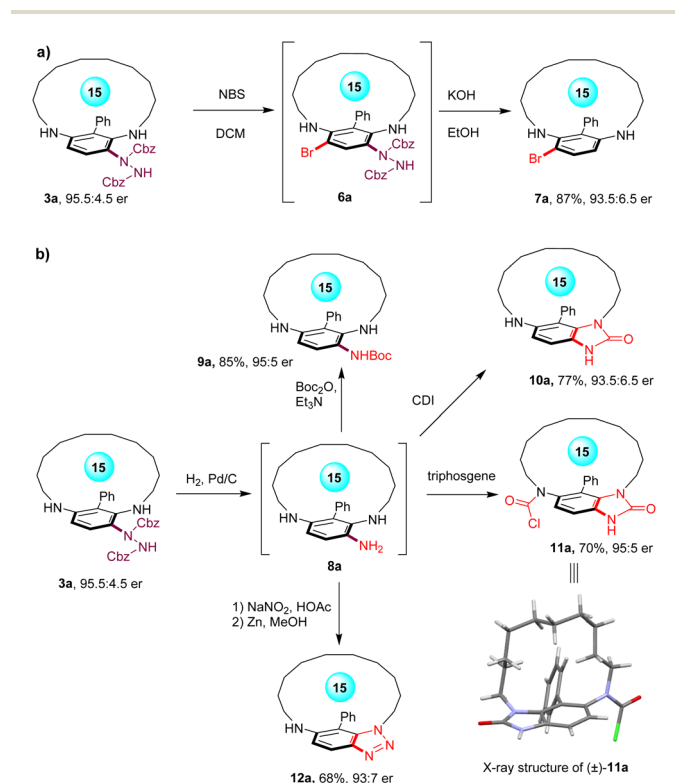 a)
15
Ph
HN
NH
Cbz
N
NH
Cbz
3a, 95.5:4.5 er
NBS
DCM
15
Ph
HN
NH
Br
Cbz
N
NH
Cbz
6a
KOH
EtOH
15
Ph
HN
NH
Br
7a, 87%, 93.5:6.5 er
b)
15
Ph
HN
NH
NHBoc
9a, 85%, 95:5 er
Boc₂O,
Et₃N
CDI
15
Ph
HN
N
O
N
H
10a, 77%, 93.5:6.5 er
15
Ph
HN
NH
Cbz
N
NH
Cbz
3a, 95.5:4.5 er
H₂, Pd/C
15
Ph
HN
NH
NH₂
8a
triphosgene
15
Ph
N
N
O
O
Cl
N
H
11a, 70%, 95:5 er
1) NaNO₂, HOAc
2) Zn, MeOH
15
Ph
HN
N
N
N
12a, 68%, 93:7 er
X-ray structure of (±)-11a